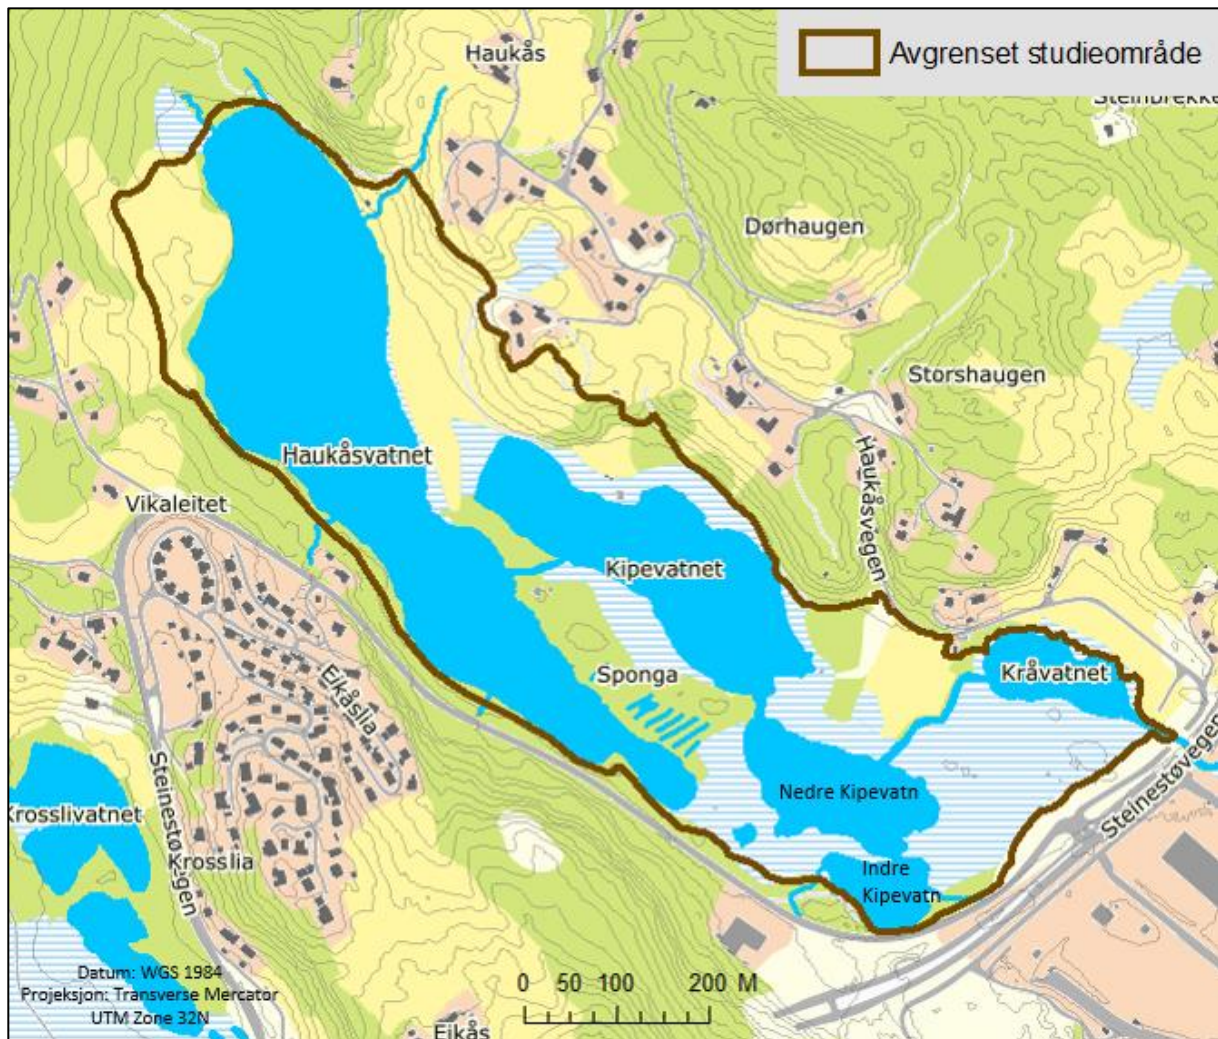 Haukås
Avgrenset studieområde
Steinbrekke
Dørhaugen
Storshaugen
Haukåsvegen
Haukåsvatnet
Vikaleitet
Kipevatnet
Sponga
Kråvatnet
Eikåslia
Nedre Kipevatn
Steinestøvegen
Krosslivatnet
Steinestøvegen
Krosslia
Indre
Kipevatn
Datum: WGS 1984
Projeksjon: Transverse Mercator
UTM Zone 32N
0 50 100 200 M
Eikås